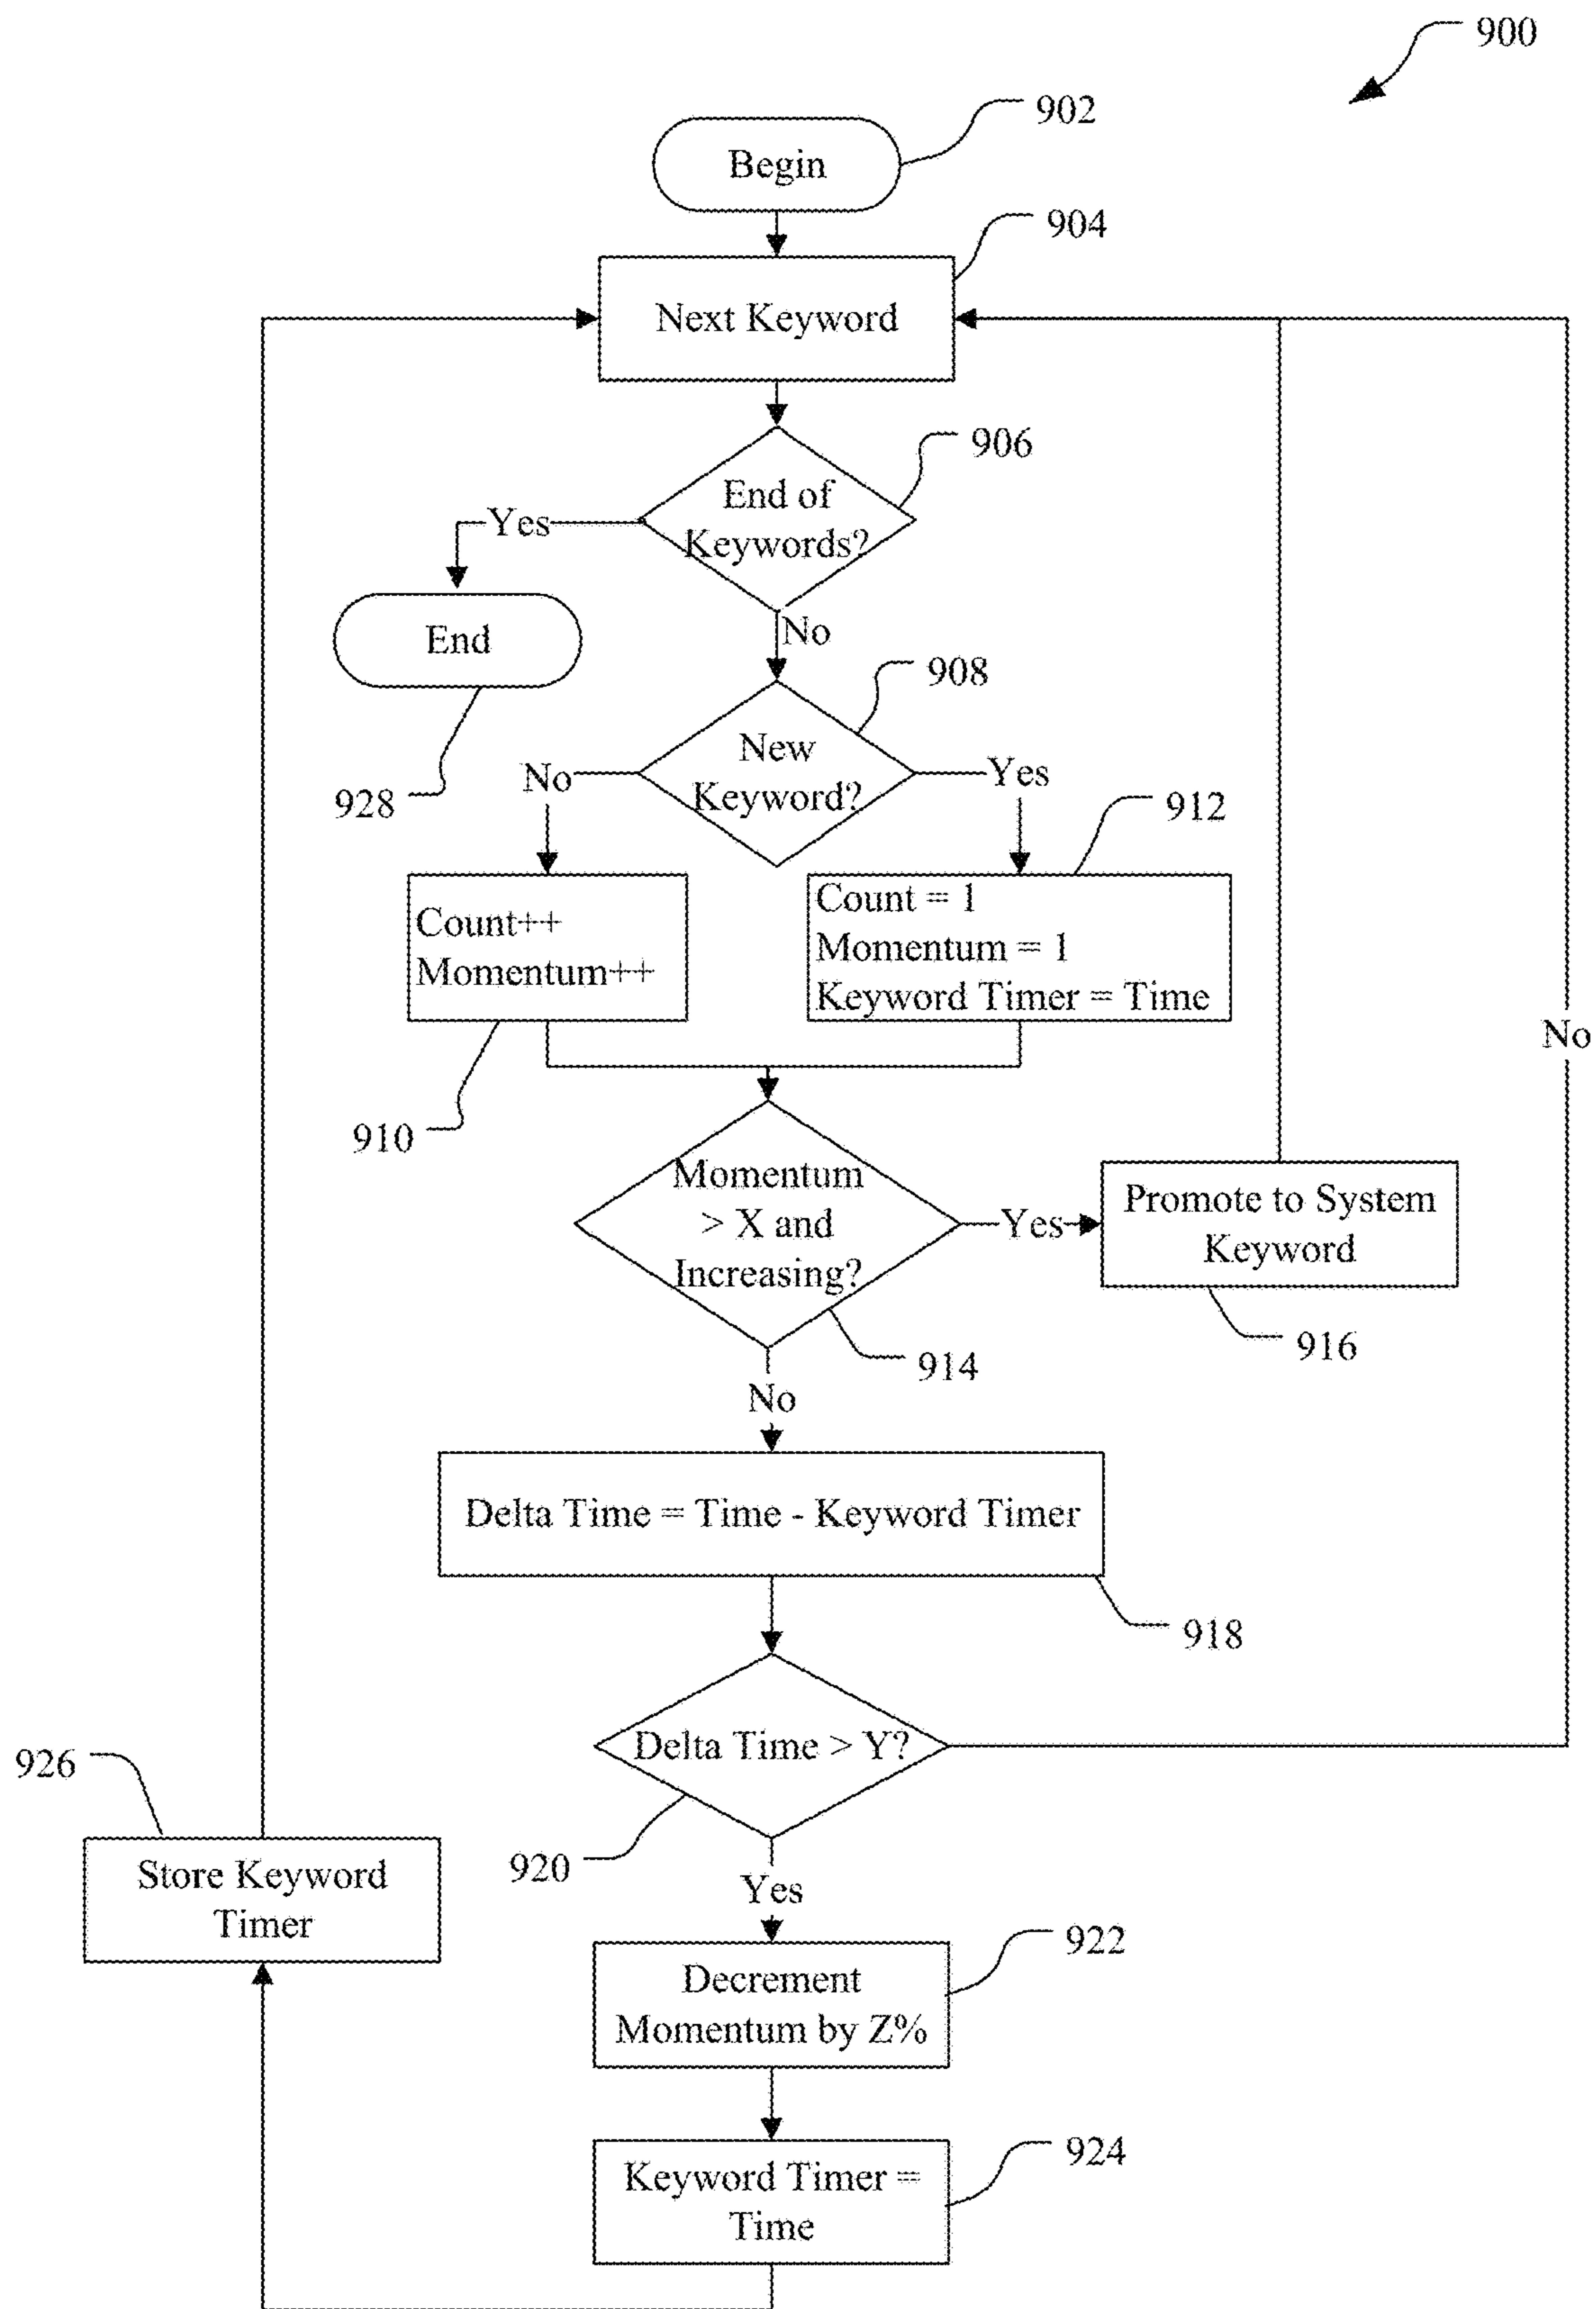 900
902
Begin
904
Next Keyword
906
End of
Keywords?
Yes
End
No
908
928
New
Keyword?
No
Yes
912
Count++
Momentum++
Count = 1
Momentum = 1
Keyword Timer = Time
No
910
Momentum
> X and
Increasing?
Yes
Promote to System
Keyword
916
914
No
Delta Time = Time - Keyword Timer
918
Delta Time > Y?
926
920
Store Keyword
Timer
Yes
922
Decrement
Momentum by Z%
924
Keyword Timer =
Time